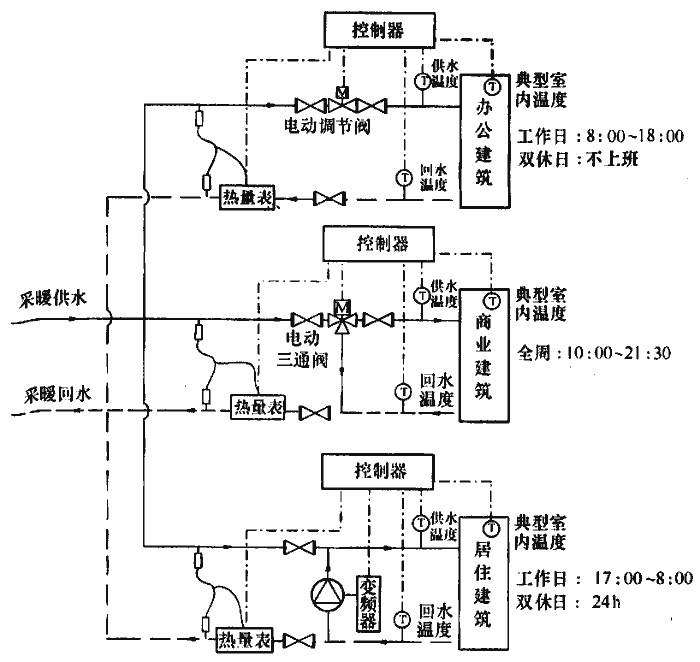 控制器
供水
温度
典型室
内温度
M
T
T
办公建筑
电动调节阀
工作日：8:00~18:00
双休日：不上班
回水
温度
T
热量表
控制器
供水
温度
典型室
内温度
采暖供水
M
T
T
商业建筑
电动
三通阀
全周：10:00~21:30
采暖回水
热量表
T
回水
温度
控制器
供水
温度
典型室
内温度
T
T
居住建筑
变频器
工作日：17:00~8:00
双休日：24h
T
回水
温度
热量表